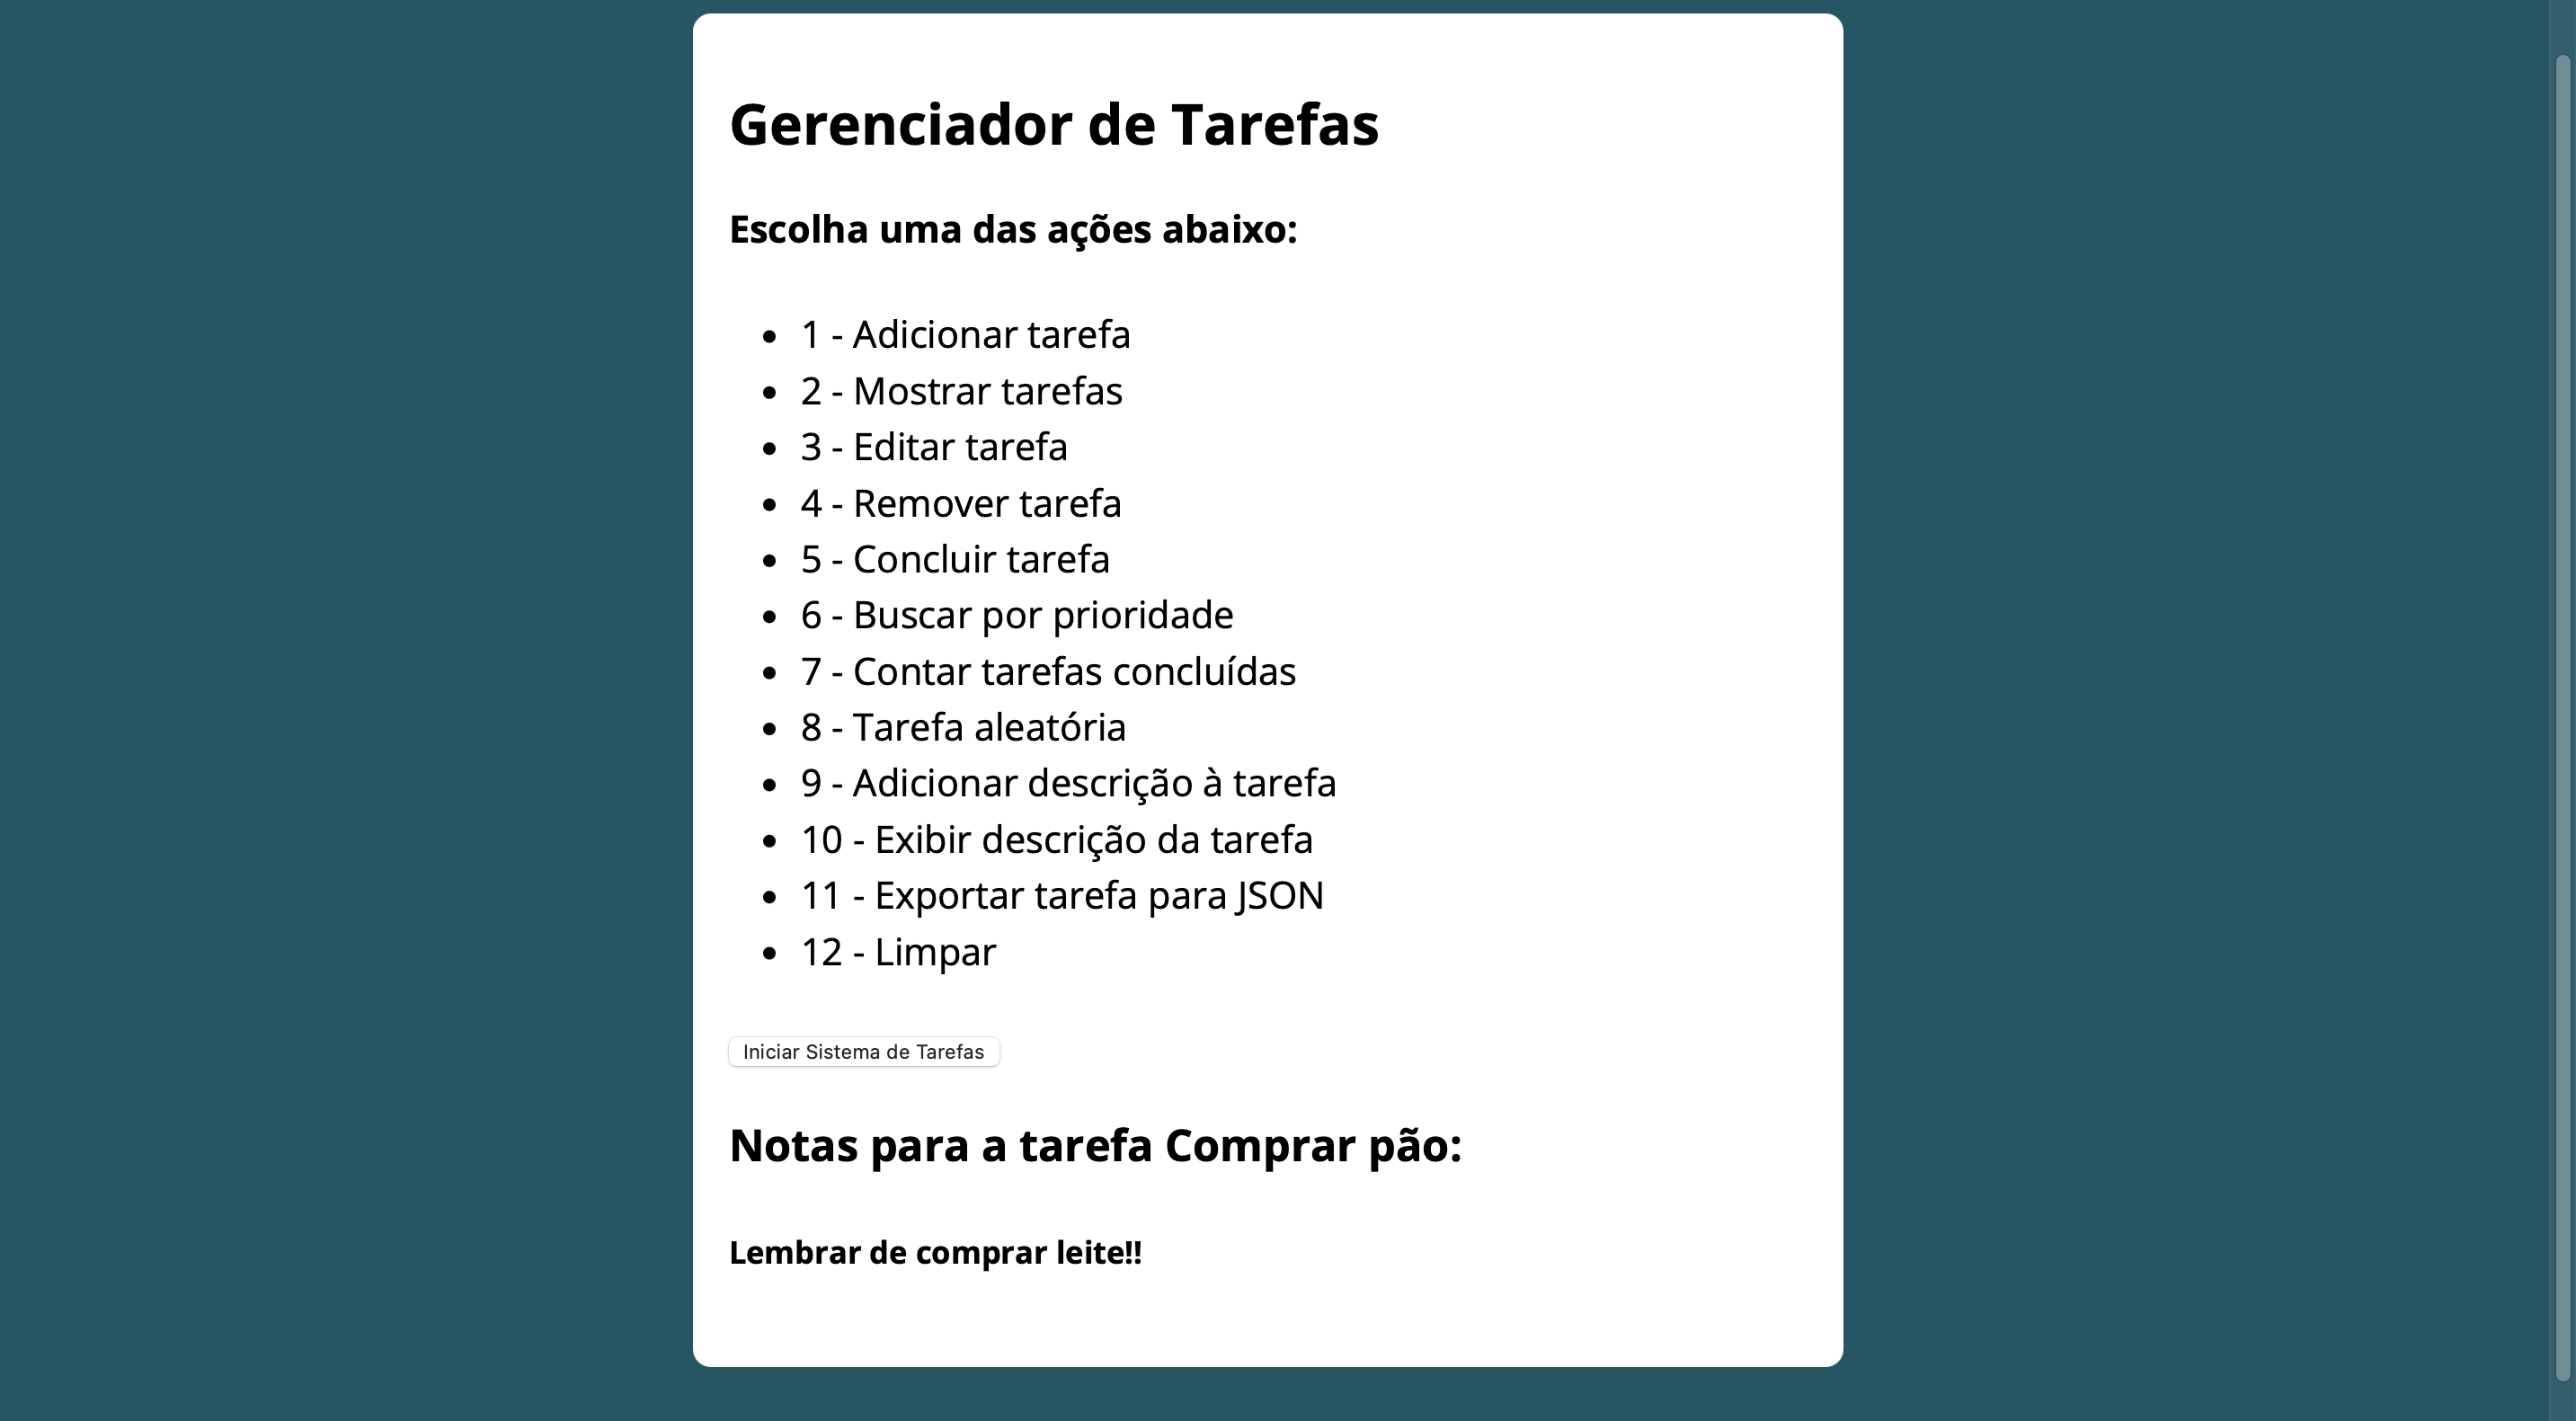 Gerenciador de Tarefas
Escolha uma das ações abaixo:
1 - Adicionar tarefa
2 - Mostrar tarefas
3 - Editar tarefa
4 - Remover tarefa
5 - Concluir tarefa
6 - Buscar por prioridade
7 - Contar tarefas concluídas
8 - Tarefa aleatória
9 - Adicionar descrição à tarefa
10 - Exibir descrição da tarefa
11 - Exportar tarefa para JSON
12 - Limpar
Iniciar Sistema de Tarefas
Notas para a tarefa Comprar pão:
Lembrar de comprar leite!!